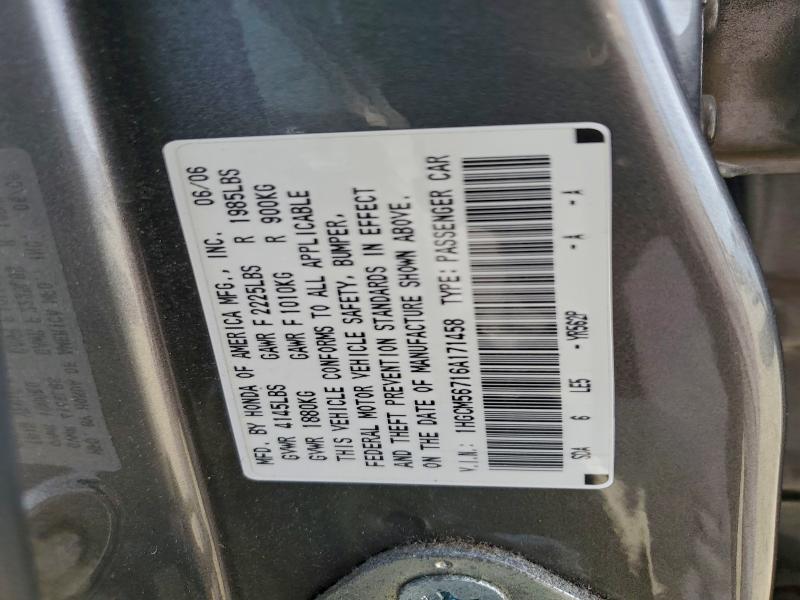 MFD. BY HONDA OF AMERICA MFG., INC. 06/06
GVWR 4145LBS GAWR F 2225LBS R 1985LBS
GVWR 1880KG GAWR F 1010KG R 900KG
THIS VEHICLE CONFORMS TO ALL APPLICABLE
FEDERAL MOTOR VEHICLE SAFETY, BUMPER,
AND THEFT PREVENTION STANDARDS IN EFFECT
ON THE DATE OF MANUFACTURE SHOWN ABOVE.
V.I.N.: 1HGCM56716A171458 TYPE: PASSENGER CAR
SDA 6 LE5 -YR562P -A -A